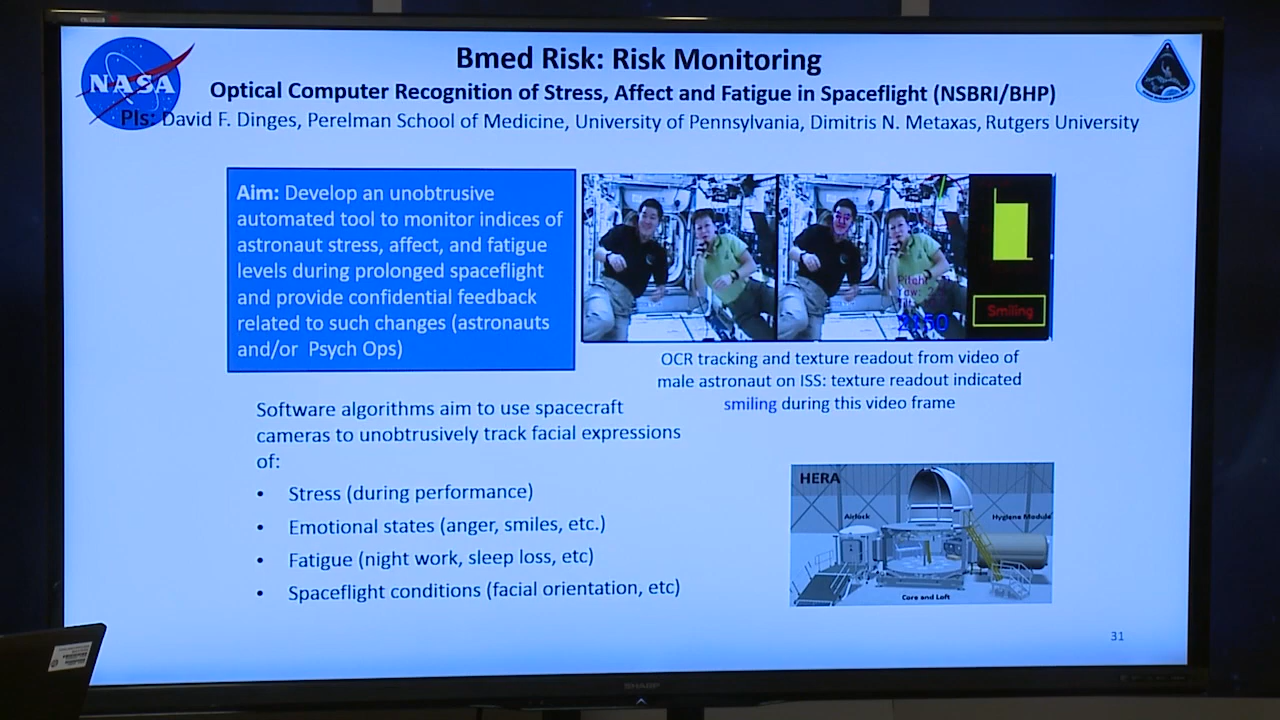 Bmed Risk: Risk Monitoring
NASA
Optical Computer Recognition of Stress, Affect and Fatigue in Spaceflight (NSBRI/BHP)
PIs: David F. Dinges, Perelman School of Medicine, University of Pennsylvania, Dimitris N. Metaxas, Rutgers University
Aim: Develop an unobtrusive
automated tool to monitor indices of
astronaut stress, affect, and fatigue
levels during prolonged spaceflight
and provide confidential feedback
related to such changes (astronauts
and/or Psych Ops)
Pitch:
Yaw:
2150
Smiling
OCR tracking and texture readout from video of
male astronaut on ISS: texture readout indicated
smiling during this video frame
Software algorithms aim to use spacecraft
cameras to unobtrusively track facial expressions
of:
• Stress (during performance)
• Emotional states (anger, smiles, etc.)
• Fatigue (night work, sleep loss, etc)
• Spaceflight conditions (facial orientation, etc)
HERA
Airlock
Hygiene Module
Core and Loft
31
SHARP